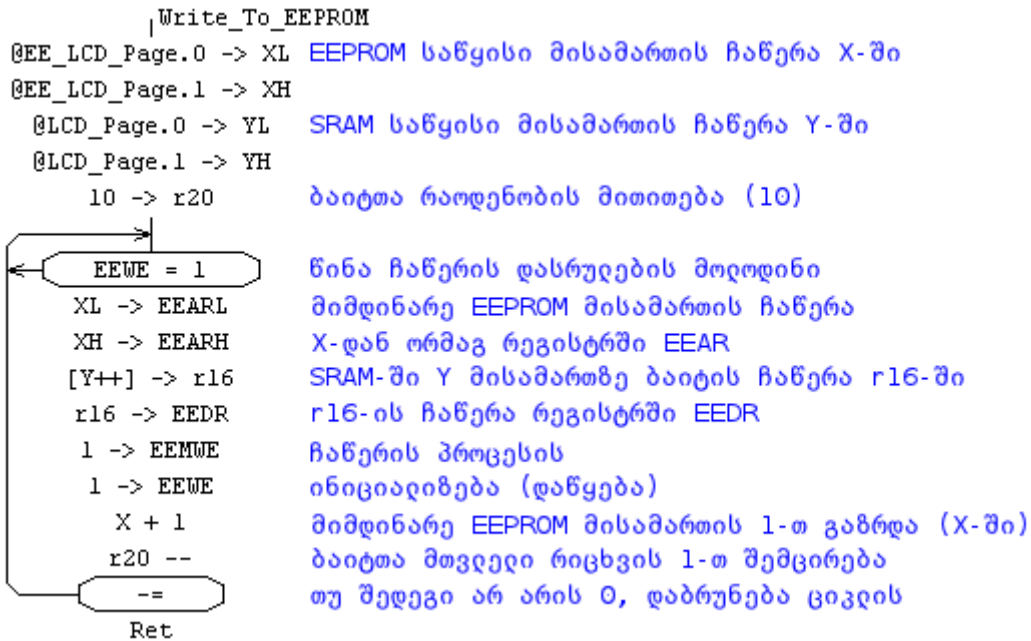 Write_To_EEPROM
@EE_LCD_Page.0 -> XL EEPROM საწყისი მისამართის ჩაწერა X-ში
@EE_LCD_Page.1 -> XH
@LCD_Page.0 -> YL SRAM საწყისი მისამართის ჩაწერა Y-ში
@LCD_Page.1 -> YH
10 -> r20 ბაიტთა რაოდენობის მითითება (10)
EEWE = 1 წინა ჩაწერის დასრულების მოლოდინი
XL -> EEARL მიმდინარე EEPROM მისამართის ჩაწერა
XH -> EEARH X-დან ორმაგ რეგისტრში EEAR
[Y++] -> r16 SRAM-ში Y მისამართზე ბაიტის ჩაწერა r16-ში
r16 -> EEDR r16-ის ჩაწერა რეგისტრში EEDR
1 -> EEMWE ჩაწერის პროცესის
1 -> EEWE ინიციალიზება (დაწყება)
X + 1 მიმდინარე EEPROM მისამართის 1-თ გაზრდა (X-ში)
r20 -- ბაიტთა მთვლელი რიცხვის 1-თ შემცირება
-= თუ შედეგი არ არის 0, დაბრუნება ციკლის
Ret